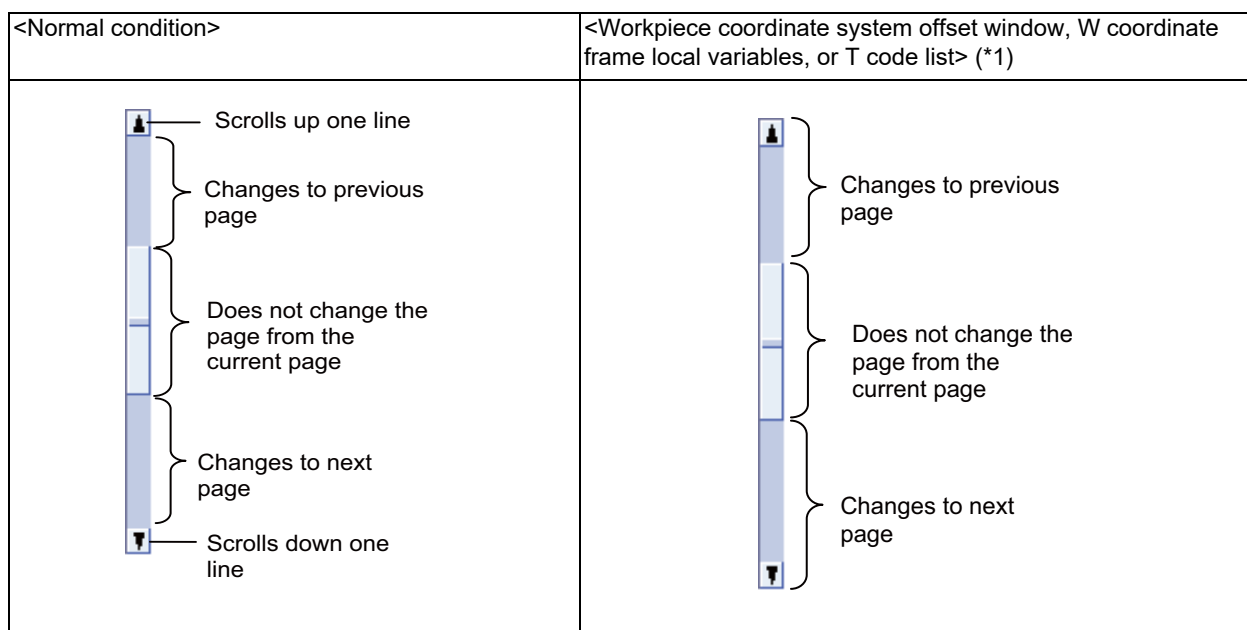 <Normal condition>
<Workpiece coordinate system offset window, W coordinate
frame local variables, or T code list> (*1)
Scrolls up one line
Changes to previous
page
Does not change the
page from the
current page
Changes to next
page
Scrolls down one
line
Changes to previous
page
Does not change the
page from the
current page
Changes to next
page